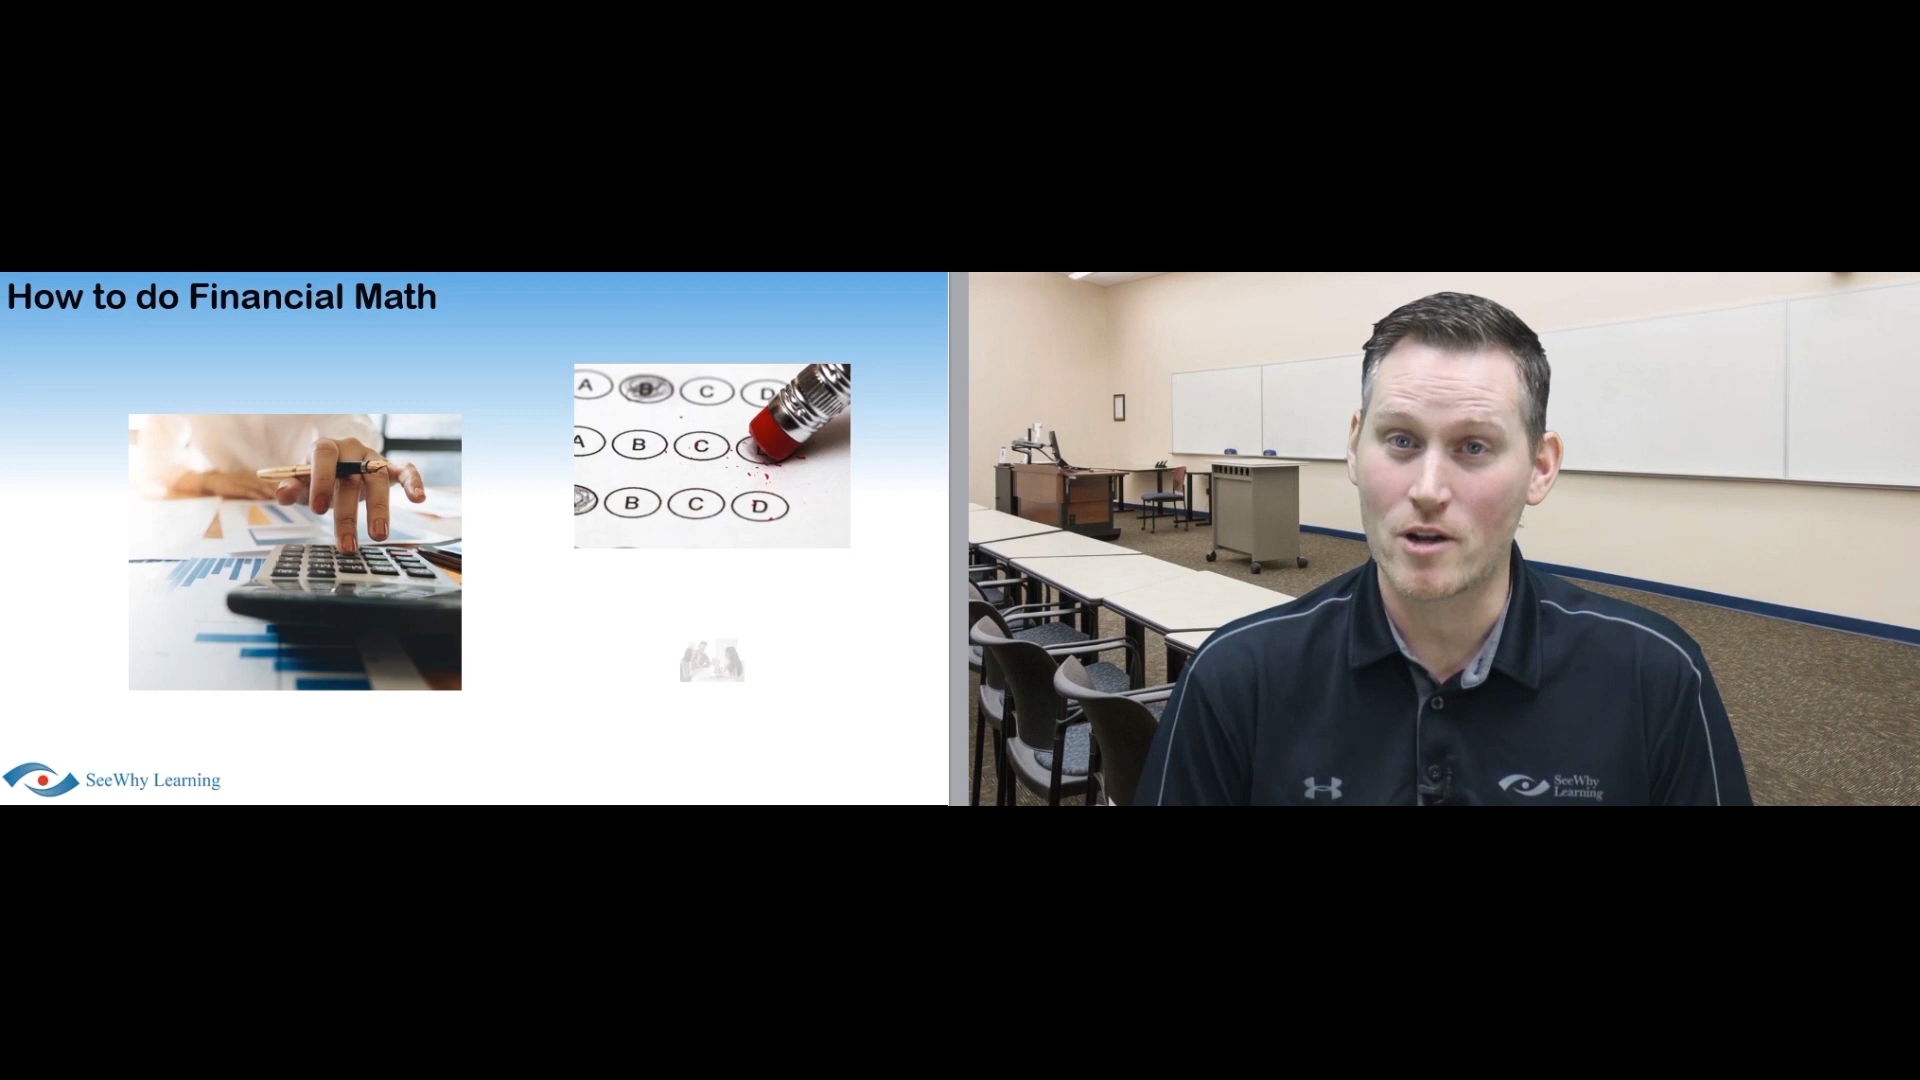 How to do Financial Math
A B C D
A B C
B C D
SeeWhy Learning
SeeWhy
Learning